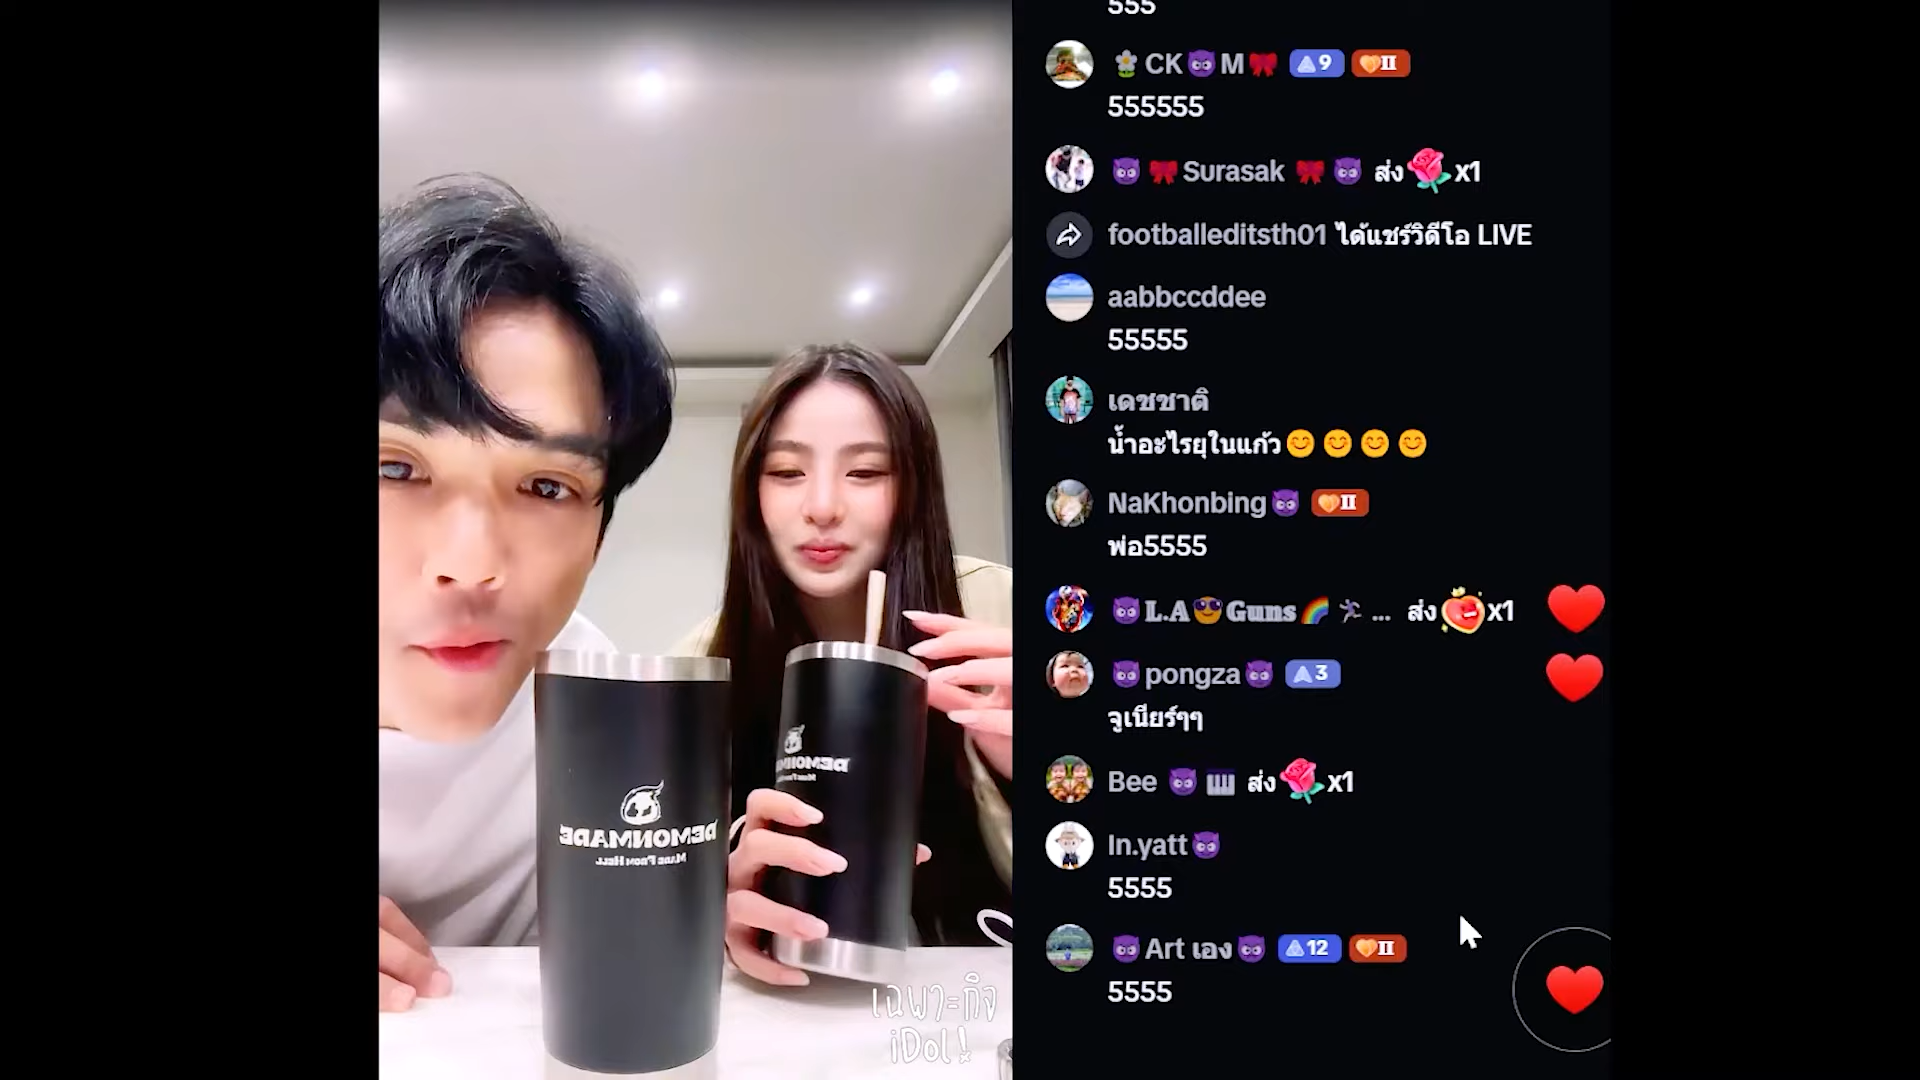 DEMONMADE
MADE FROM HELL
DEMONMADE
เฉพาะกิจ
iDol!
555
CK M 9 II
555555
Surasak ส่ง x1
footballeditsth01 ได้แชร์วิดีโอ LIVE
aabbccddee
55555
เดชชาติ
น้ำอะไรยุในแก้ว
NaKhonbing II
พ่อ5555
L.A Guns ... ส่ง x1
pongza 3
จูเนียร์ๆๆ
Bee ส่ง x1
In.yatt
5555
Art เอง 12 II
5555